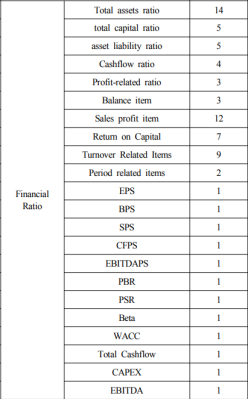 Total assets ratio 14
total capital ratio 5
asset liability ratio 5
Cashflow ratio 4
Profit-related ratio 3
Balance item 3
Sales profit item 12
Return on Capital 7
Turnover Related Items 9
Period related items 2
Financial
Ratio
EPS 1
BPS 1
SPS 1
CFPS 1
EBITDAPS 1
PBR 1
PSR 1
Beta 1
WACC 1
Total Cashflow 1
CAPEX 1
EBITDA 1